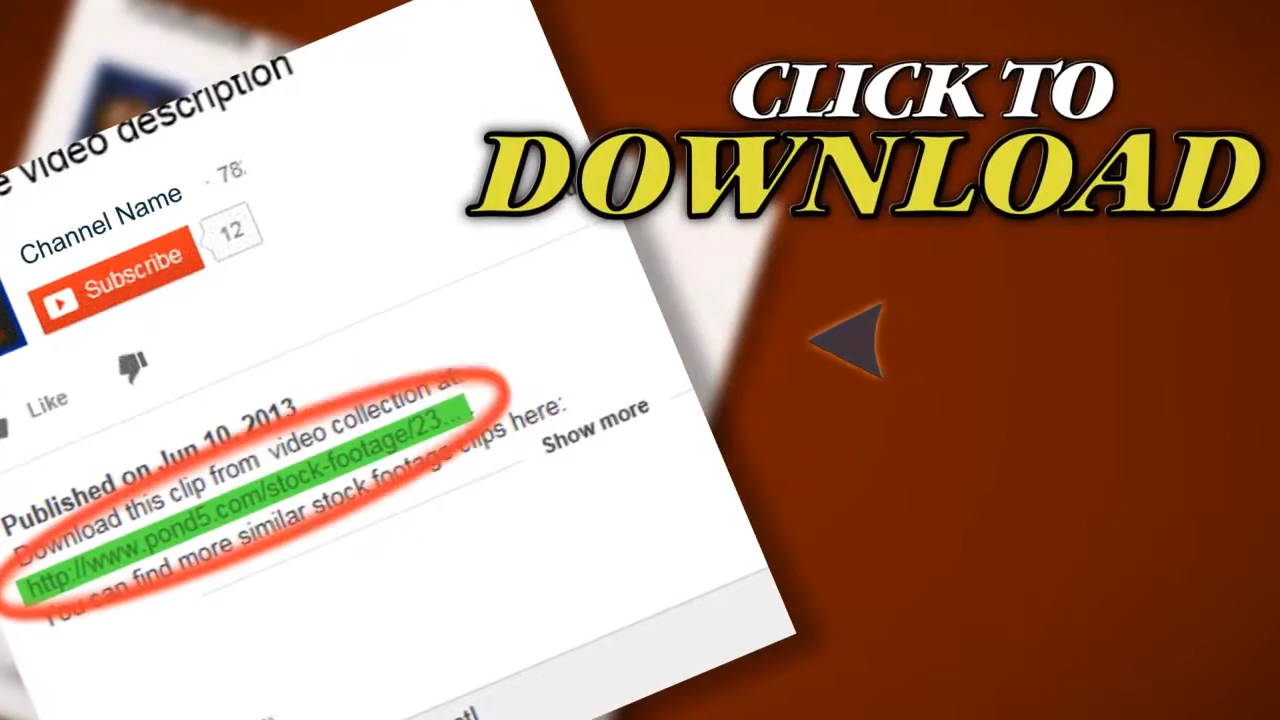 CLICK TO
DOWNLOAD
e video description
Channel Name
Subscribe
12
Like
Published on Jun 10, 2013
Download this clip from video collection at
http://www.pond5.com/stock-footage/23...
You can find more similar stock footage clips here:
Show more